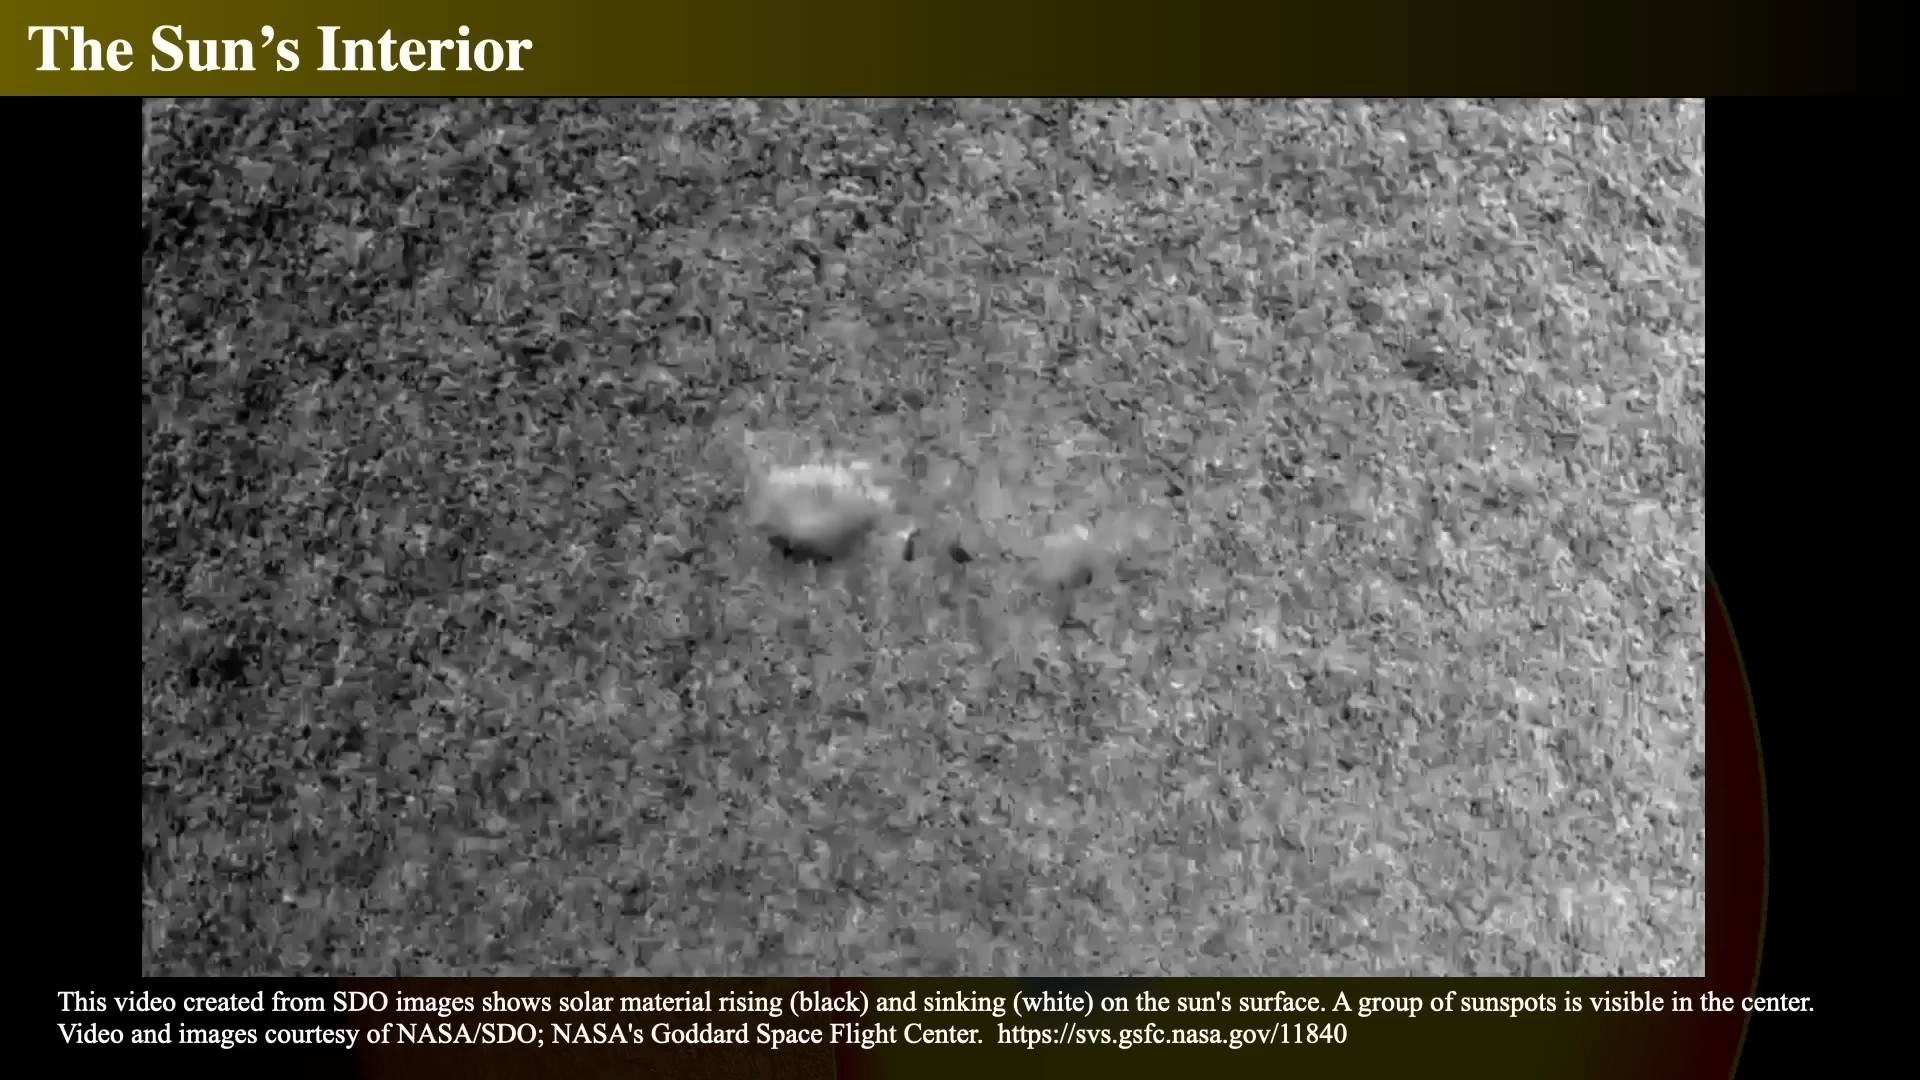 The Sun’s Interior
This video created from SDO images shows solar material rising (black) and sinking (white) on the sun's surface. A group of sunspots is visible in the center.
Video and images courtesy of NASA/SDO; NASA's Goddard Space Flight Center.  https://svs.gsfc.nasa.gov/11840